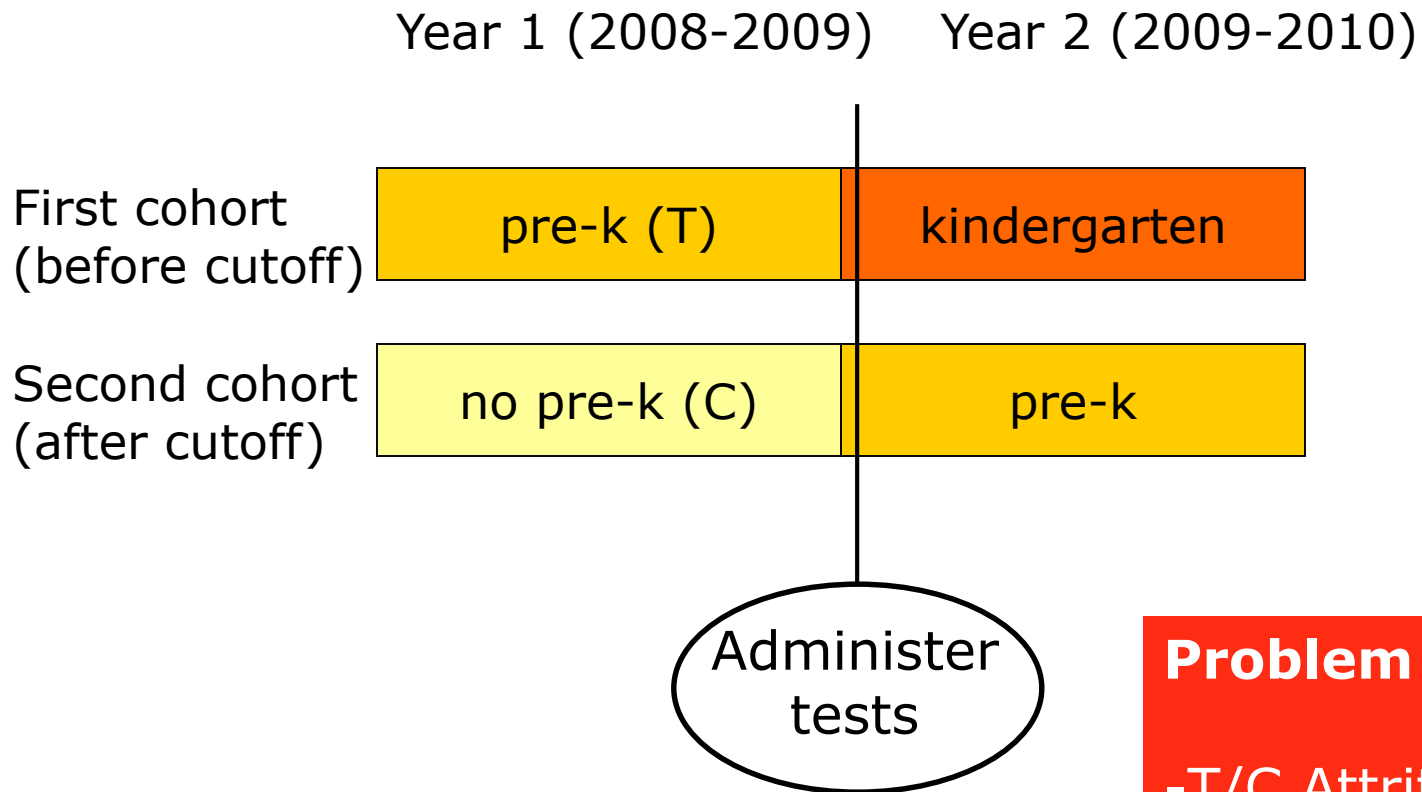 Year 1 (2008-2009) Year 2 (2009-2010)
First cohort
(before cutoff)
pre-k (T)
kindergarten
Second cohort
(after cutoff)
no pre-k (C)
pre-k
Administer
tests
Problem
-T/C